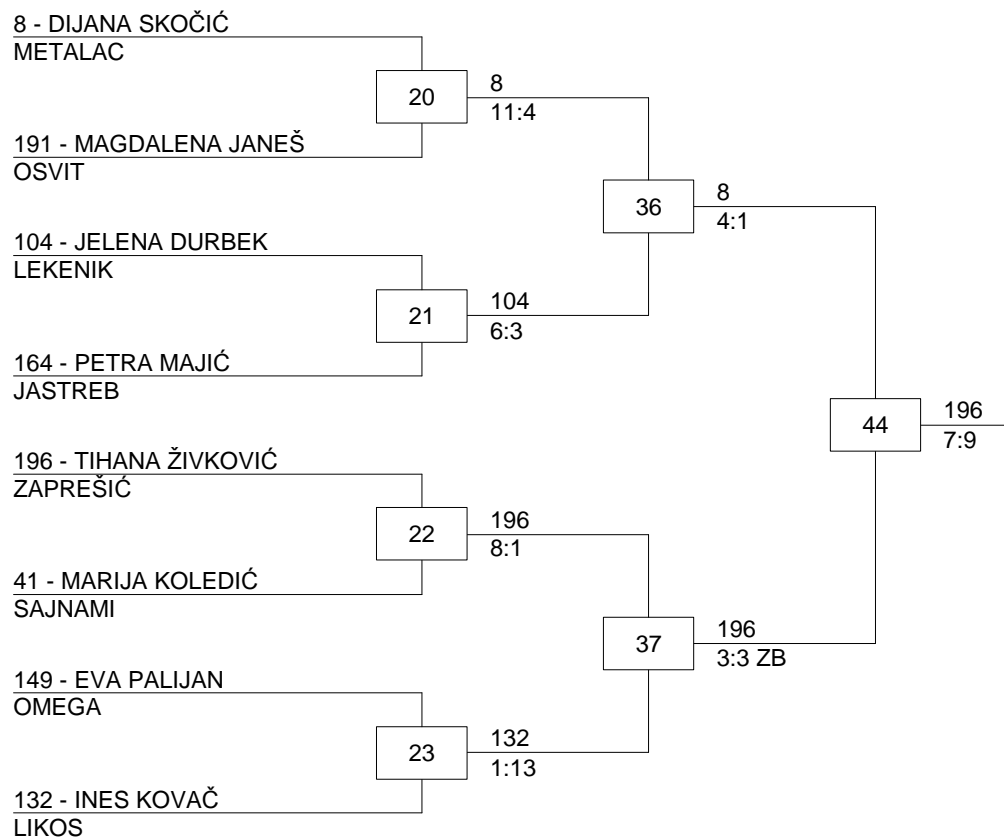 8 - DIJANA SKOČIĆ
METALAC
20
8
11:4
191 - MAGDALENA JANEŠ
OSVIT
36
8
4:1
104 - JELENA DURBEK
LEKENIK
21
104
6:3
164 - PETRA MAJIĆ
JASTREB
44
196
7:9
196 - TIHANA ŽIVKOVIĆ
ZAPREŠIĆ
22
196
8:1
41 - MARIJA KOLEDIĆ
SAJNAMI
37
196
3:3 ZB
149 - EVA PALIJAN
OMEGA
23
132
1:13
132 - INES KOVAČ
LIKOS